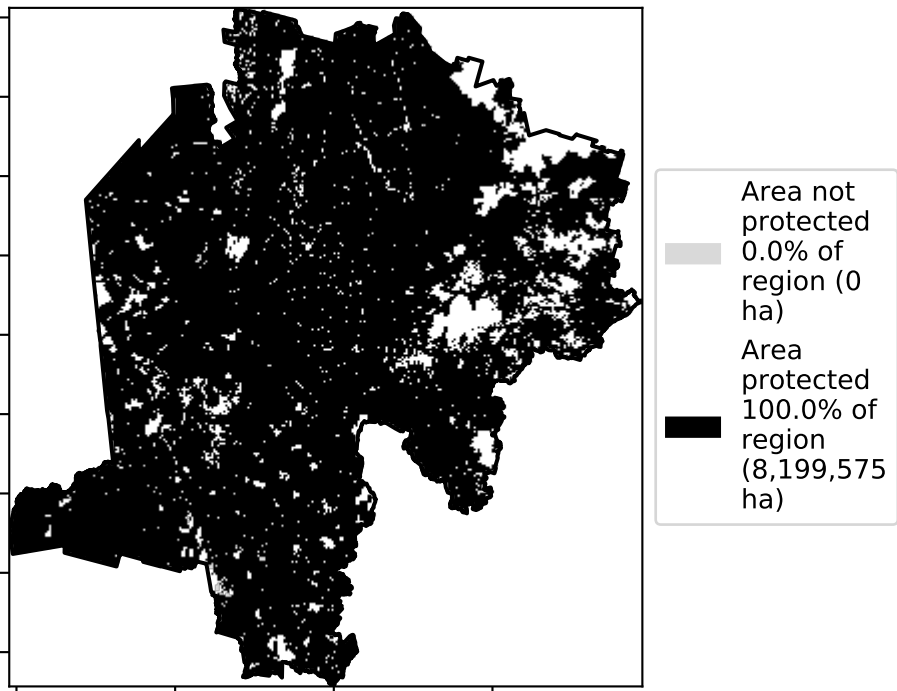 Area not
protected
0.0% of
region (0
ha)
Area
protected
100.0% of
region
(8,199,575
ha)